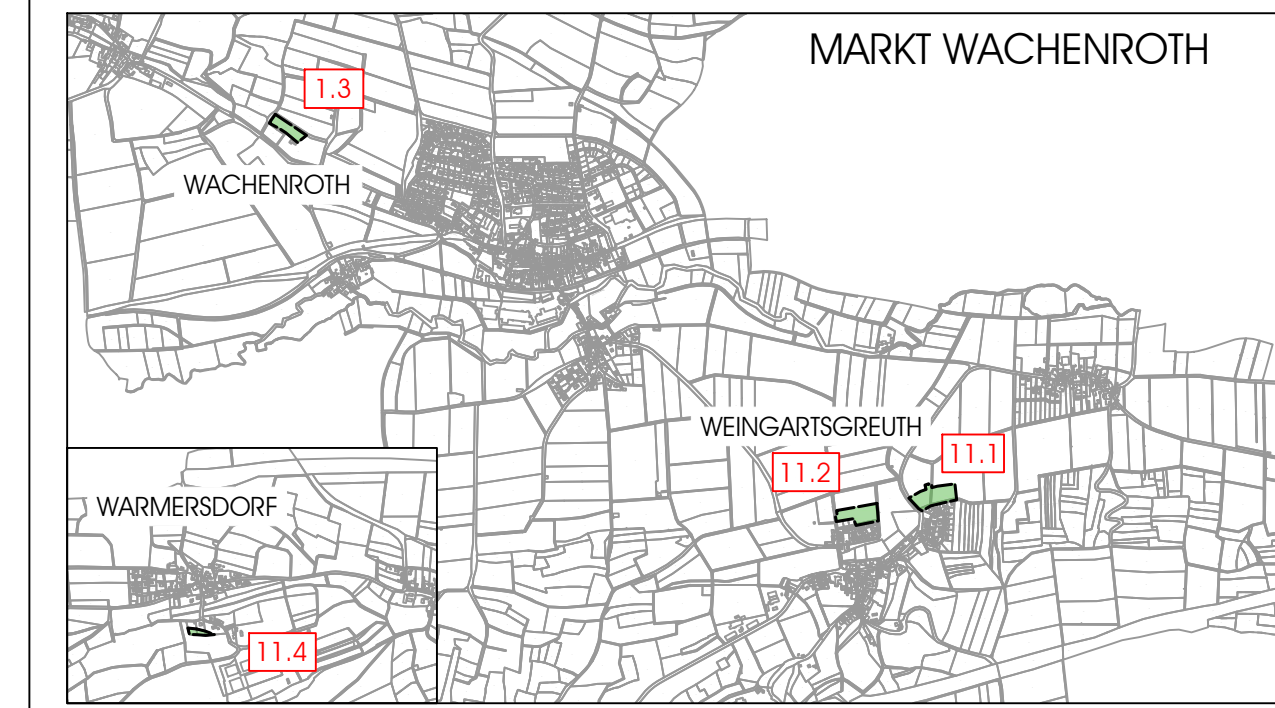 MARKT WACHENROTH
1.3
WACHENROTH
WEINGARTSGREUTH
11.1
11.2
WARMERSDORF
11.4